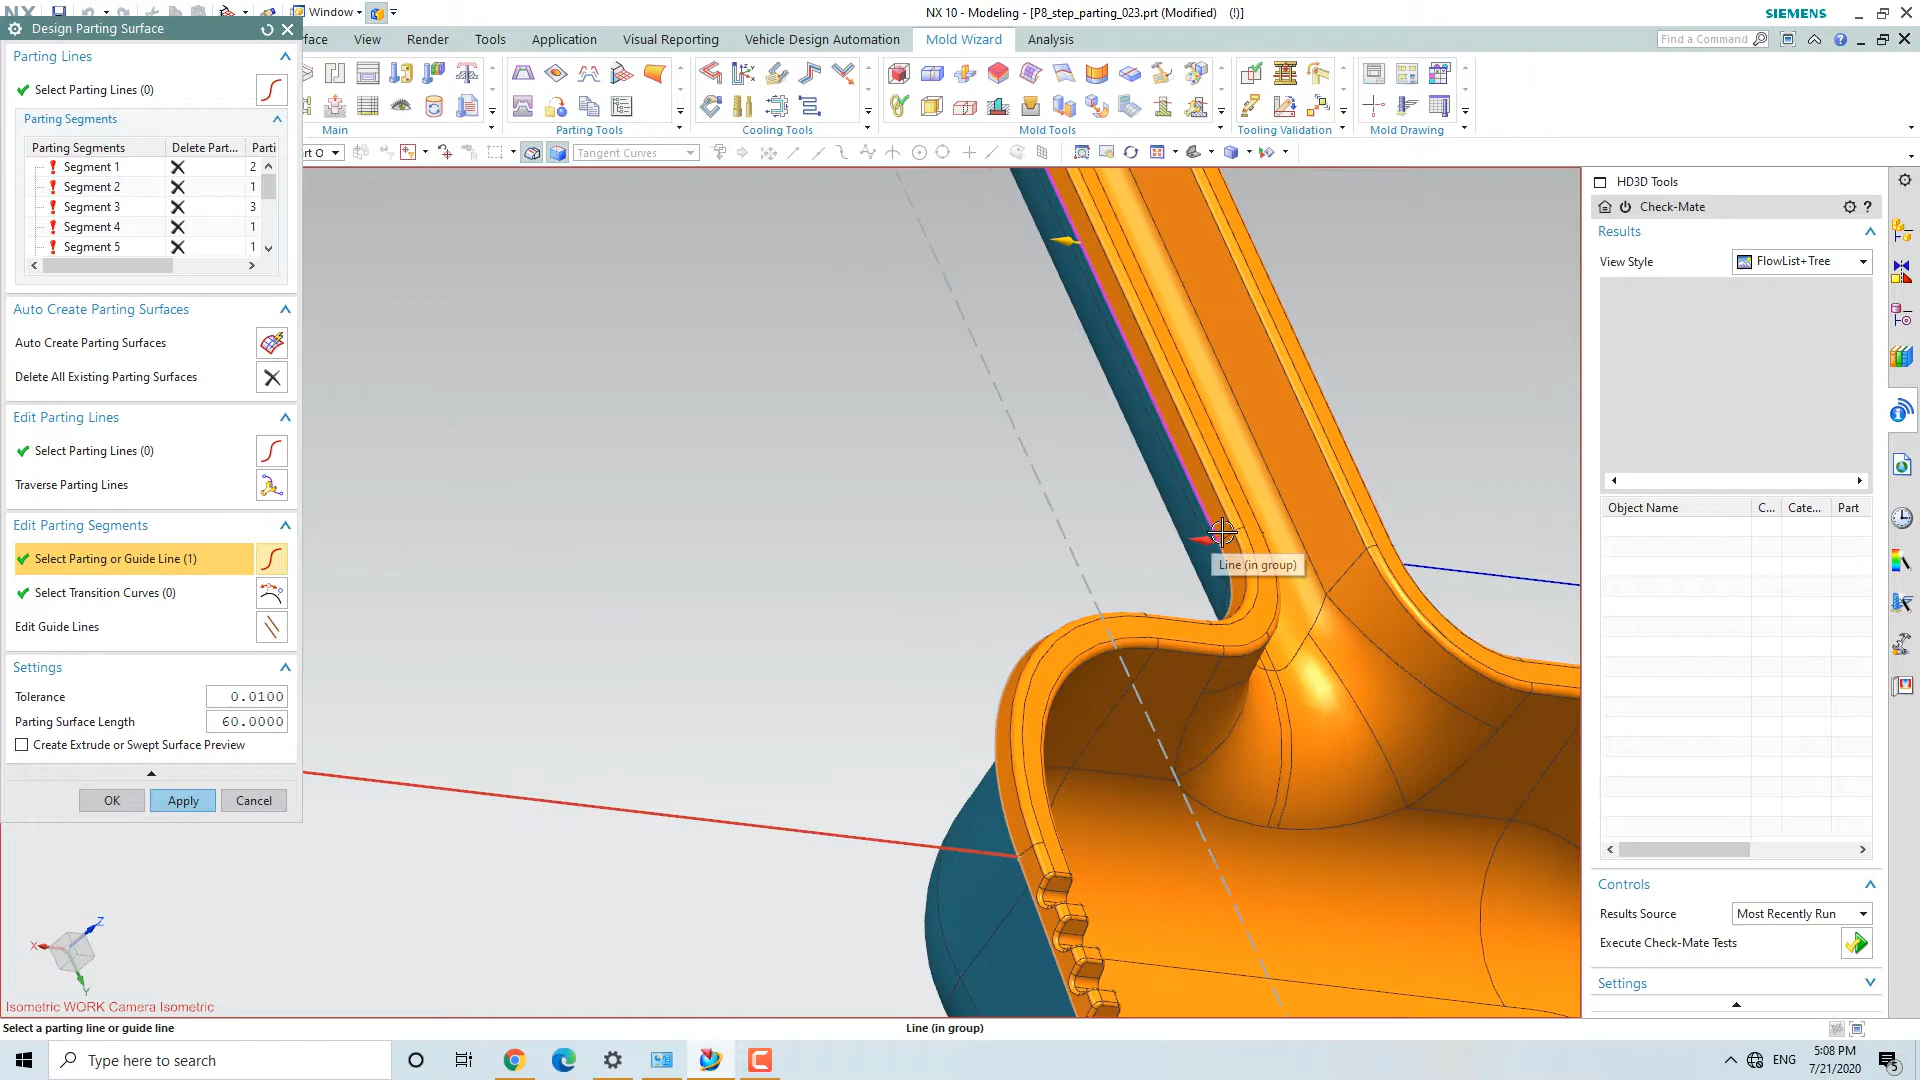 NX
Window
NX 10 - Modeling - [P8_step_parting_023.prt (Modified)   (!)]
SIEMENS
Design Parting Surface
face
View
Render
Tools
Application
Visual Reporting
Vehicle Design Automation
Mold Wizard
Analysis
Find a Command
Parting Lines
Select Parting Lines (0)
Parting Segments
Main
Parting Tools
Cooling Tools
Mold Tools
Tooling Validation
Mold Drawing
Parting Segments Delete Part... Parti
rt O
Tangent Curves
Segment 1 2
Segment 2 1
Segment 3 3
Segment 4 1
Segment 5 1
Auto Create Parting Surfaces
Auto Create Parting Surfaces
Delete All Existing Parting Surfaces
Edit Parting Lines
Select Parting Lines (0)
Traverse Parting Lines
Edit Parting Segments
Select Parting or Guide Line (1)
Select Transition Curves (0)
Edit Guide Lines
Settings
Tolerance 0.0100
Parting Surface Length 60.0000
Create Extrude or Swept Surface Preview
OK
Apply
Cancel
Line (in group)
X
Z
Y
Isometric WORK Camera Isometric
HD3D Tools
Check-Mate
Results
View Style FlowList+Tree
Object Name C... Cate... Part
Controls
Results Source Most Recently Run
Execute Check-Mate Tests
Settings
Select a parting line or guide line
Line (in group)
Type here to search
ENG
5:08 PM
7/21/2020
5